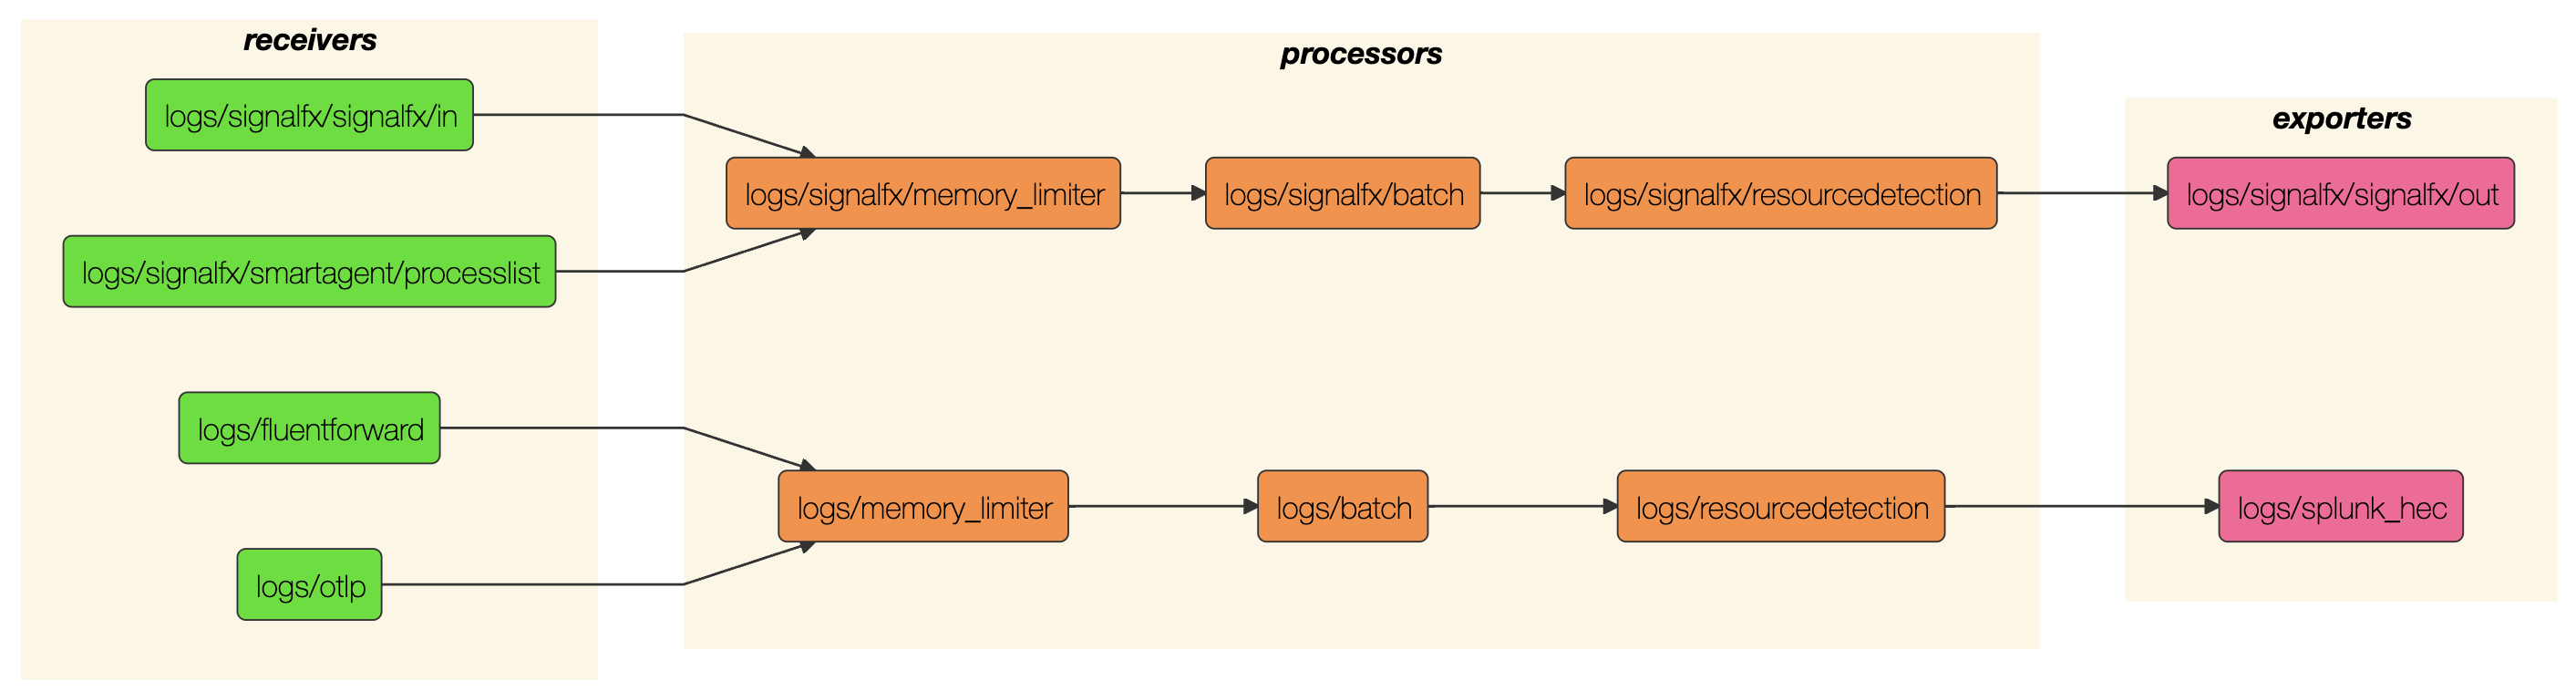 receivers
logs/signalfx/signalfx/in
logs/signalfx/smartagent/processlist
logs/fluentforward
logs/otlp
processors
logs/signalfx/memory_limiter
logs/signalfx/batch
logs/signalfx/resourcedetection
logs/memory_limiter
logs/batch
logs/resourcedetection
exporters
logs/signalfx/signalfx/out
logs/splunk_hec